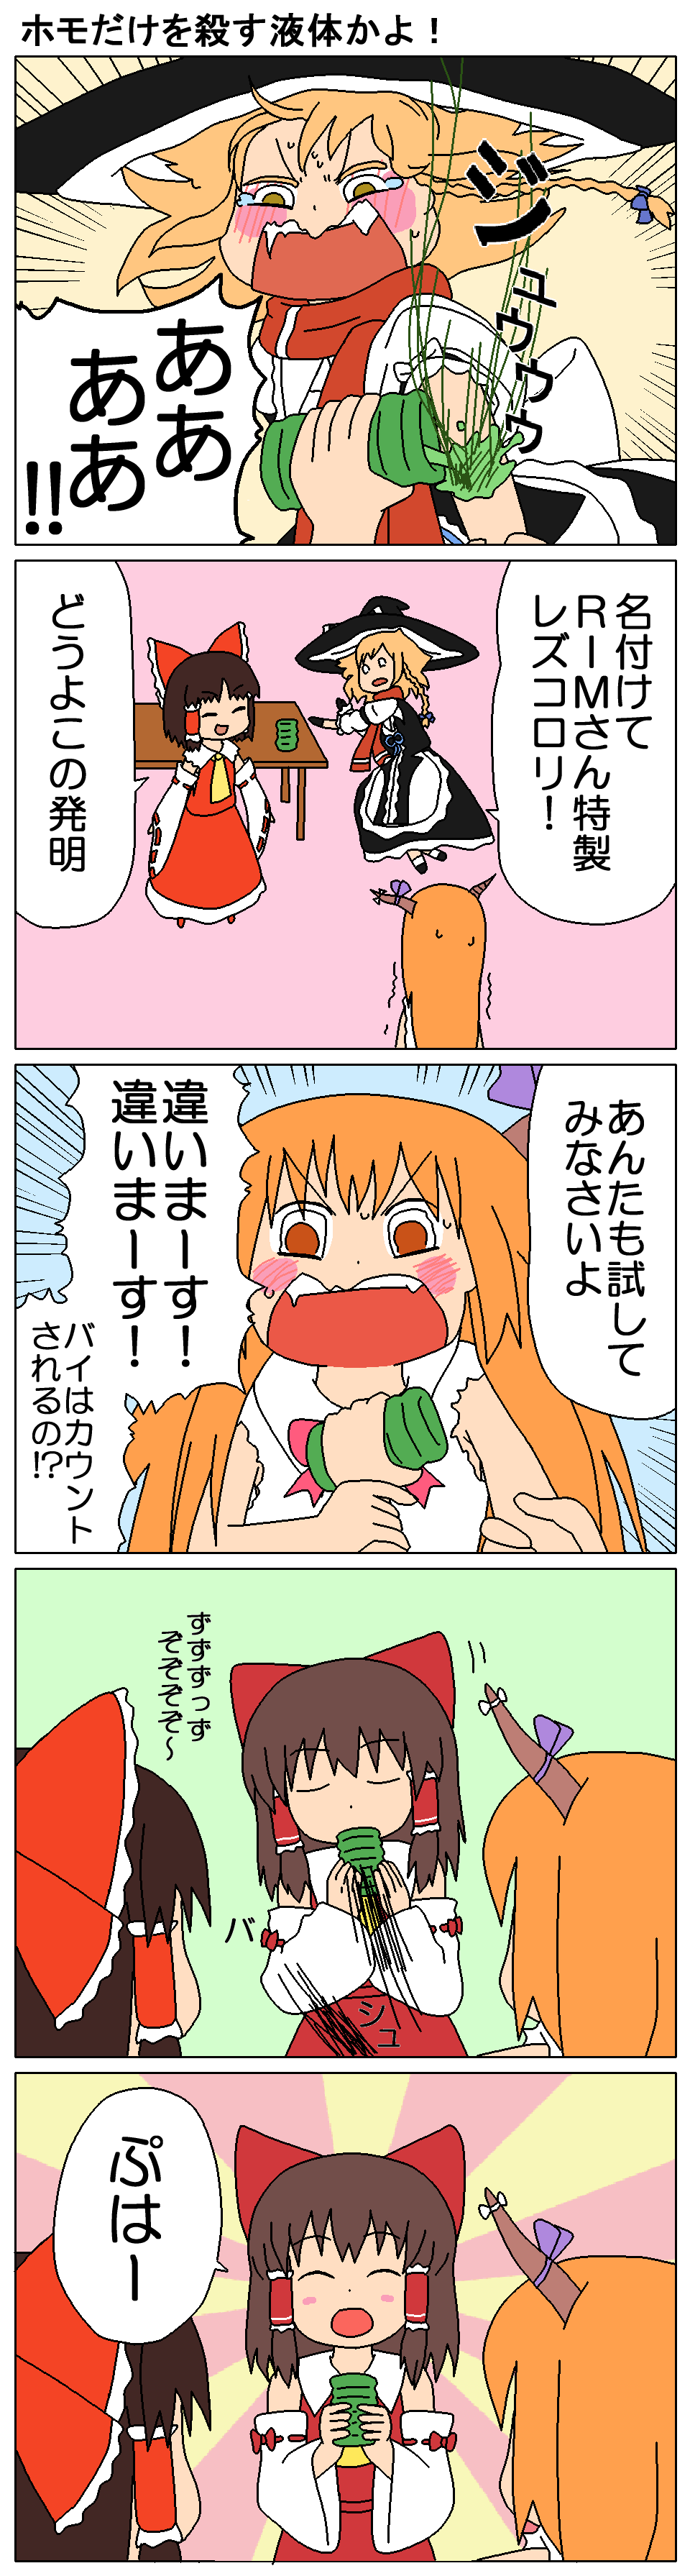 ホモだけを殺す液体かよ！
ジュウウゥゥ
ああ
ああ
!!
名付けて
ＲＩＭさん特製
レズコロリ！
どうよこの発明
あんたも試して
みなさいよ
違いまーす！
違いまーす！
バイはカウント
されるの!?
ずずずっず
ぞぞぞぞ～
バ
シュ
ぷはー